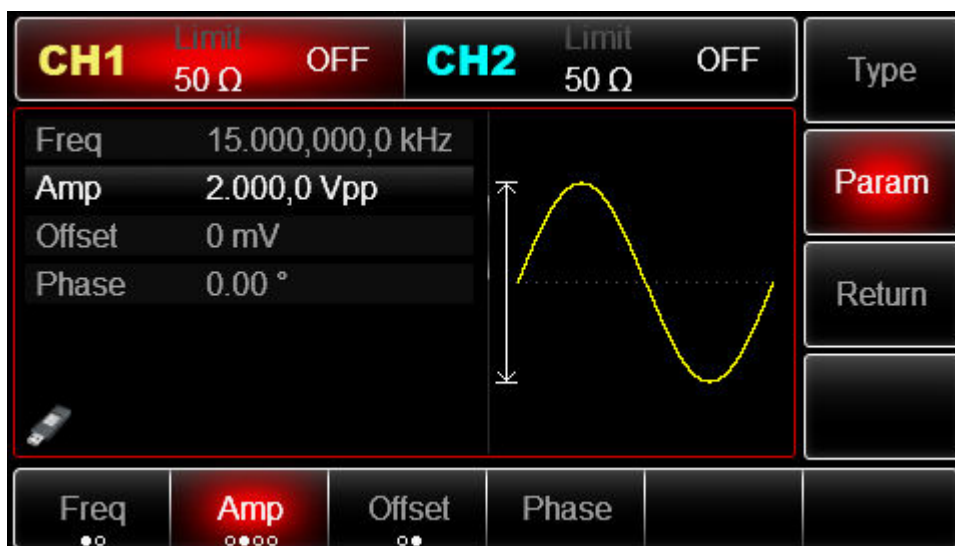 CH1 Limit 50 Ω OFF CH2 Limit 50 Ω OFF
Type
Freq 15.000,000,0 kHz
Amp 2.000,0 Vpp
Offset 0 mV
Phase 0.00 °
Param
Return
Freq Amp Offset Phase